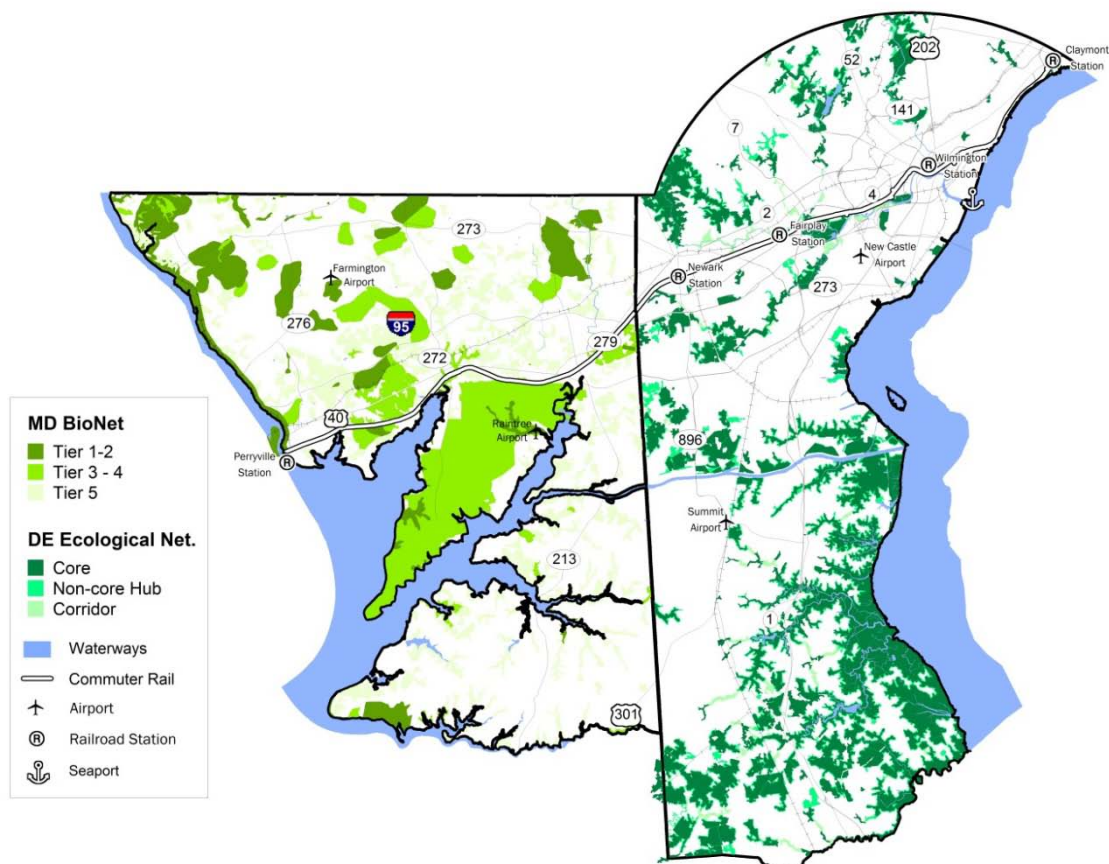 Claymont
Station
202
52
141
7
Wilmington
Station
4
2
Fairplay
Station
New Castle
Airport
273
273
Newark
Station
Farmington
Airport
276
95
272
279
40
Raintree
Airport
896
Perryville
Station
Summit
Airport
213
1
301
MD BioNet
Tier 1-2
Tier 3 - 4
Tier 5
DE Ecological Net.
Core
Non-core Hub
Corridor
Waterways
Commuter Rail
Airport
R Railroad Station
Seaport
R
R
R
R
R